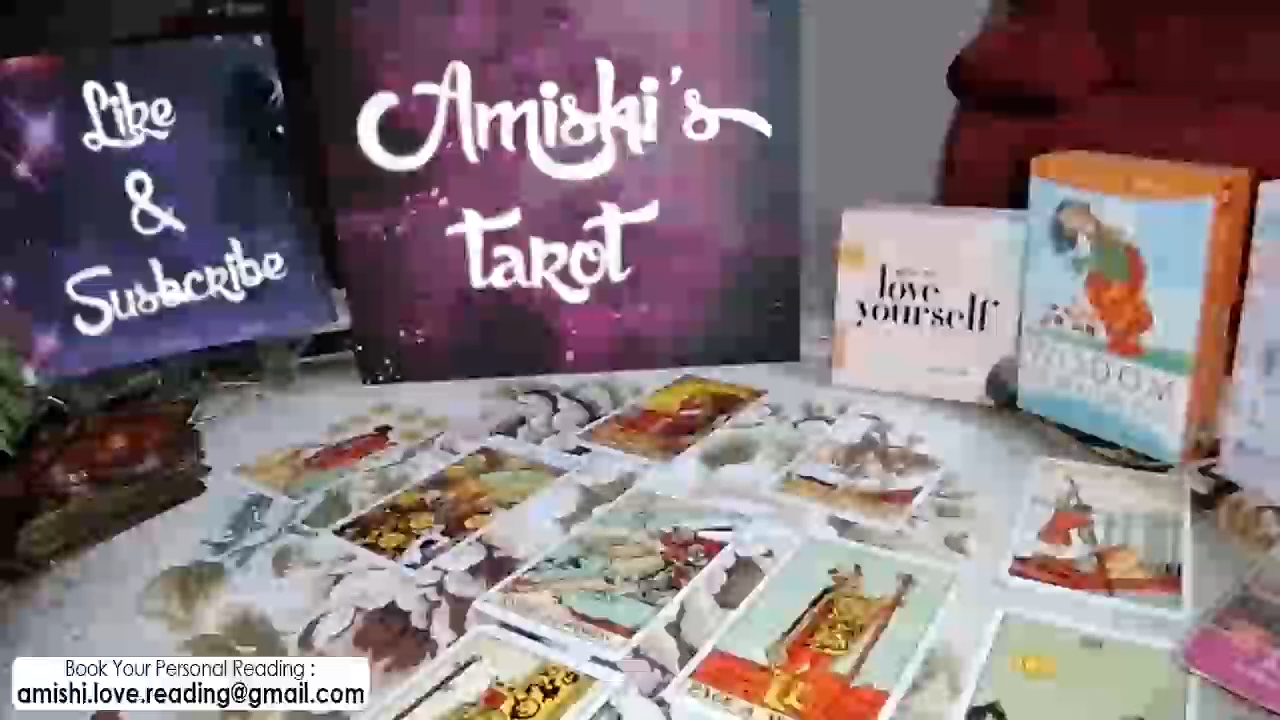 Like
&
Subscribe
Amishi's
tarot
love
yourself
WISDOM
Book Your Personal Reading :
amishi.love.reading@gmail.com